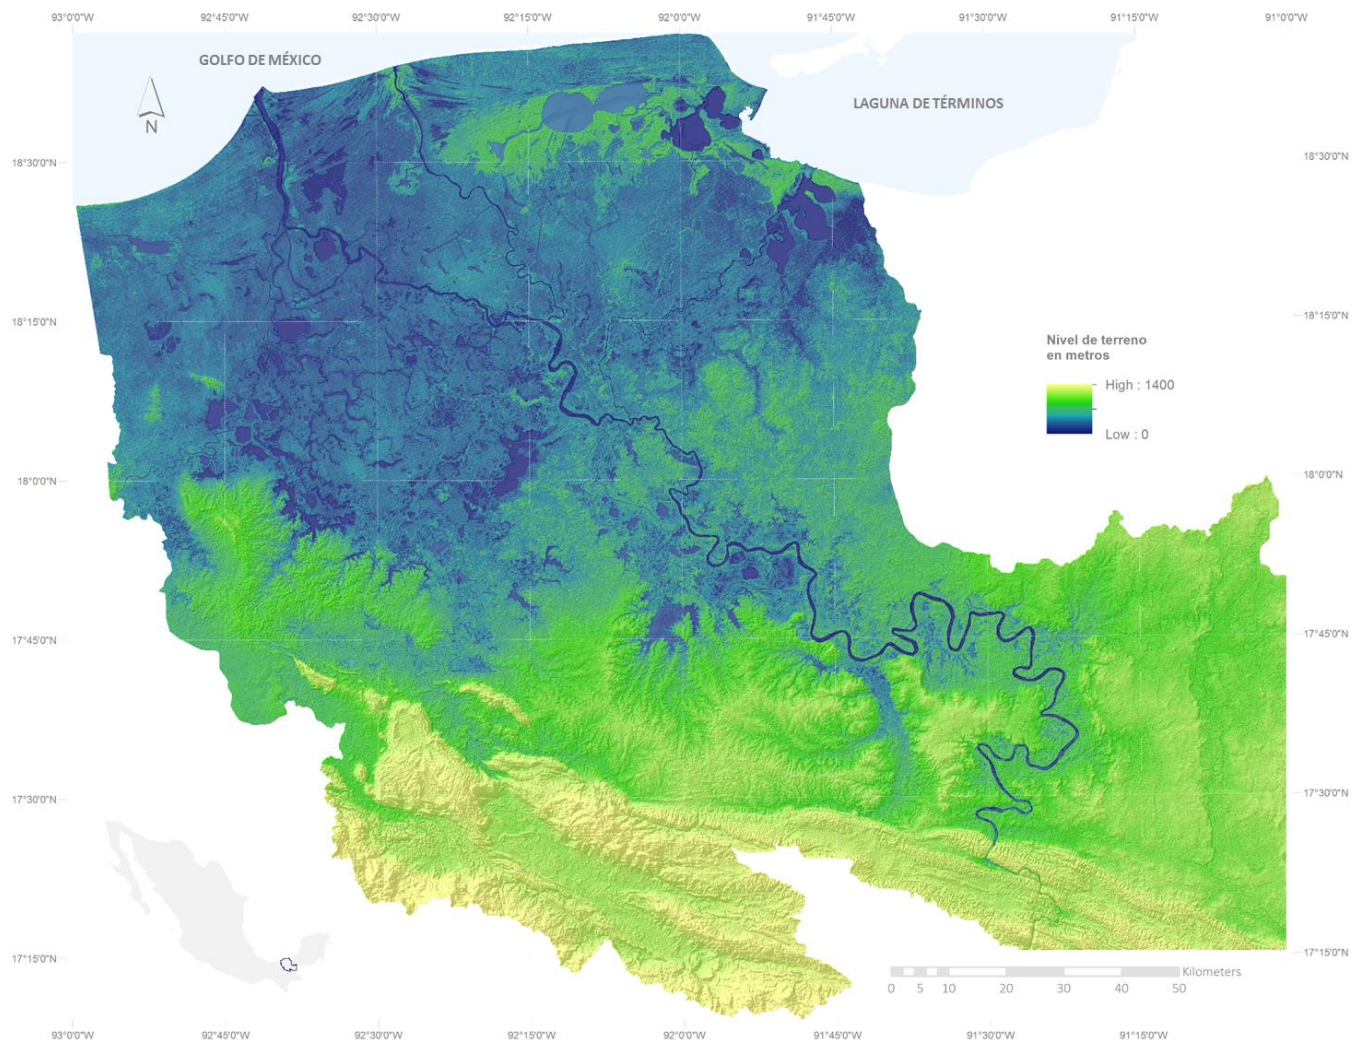 93°0'0"W 92°45'0"W 92°30'0"W 92°15'0"W 92°0'0"W 91°45'0"W 91°30'0"W 91°15'0"W 91°0'0"W
GOLFO DE MÉXICO
LAGUNA DE TÉRMINOS
N
18°30'0"N 18°30'0"N
18°15'0"N 18°15'0"N
Nivel de terreno
en metros
High : 1400
Low : 0
18°0'0"N 18°0'0"N
17°45'0"N 17°45'0"N
17°30'0"N 17°30'0"N
17°15'0"N 17°15'0"N
Kilometers
0 5 10 20 30 40 50
93°0'0"W 92°45'0"W 92°30'0"W 92°15'0"W 92°0'0"W 91°45'0"W 91°30'0"W 91°15'0"W